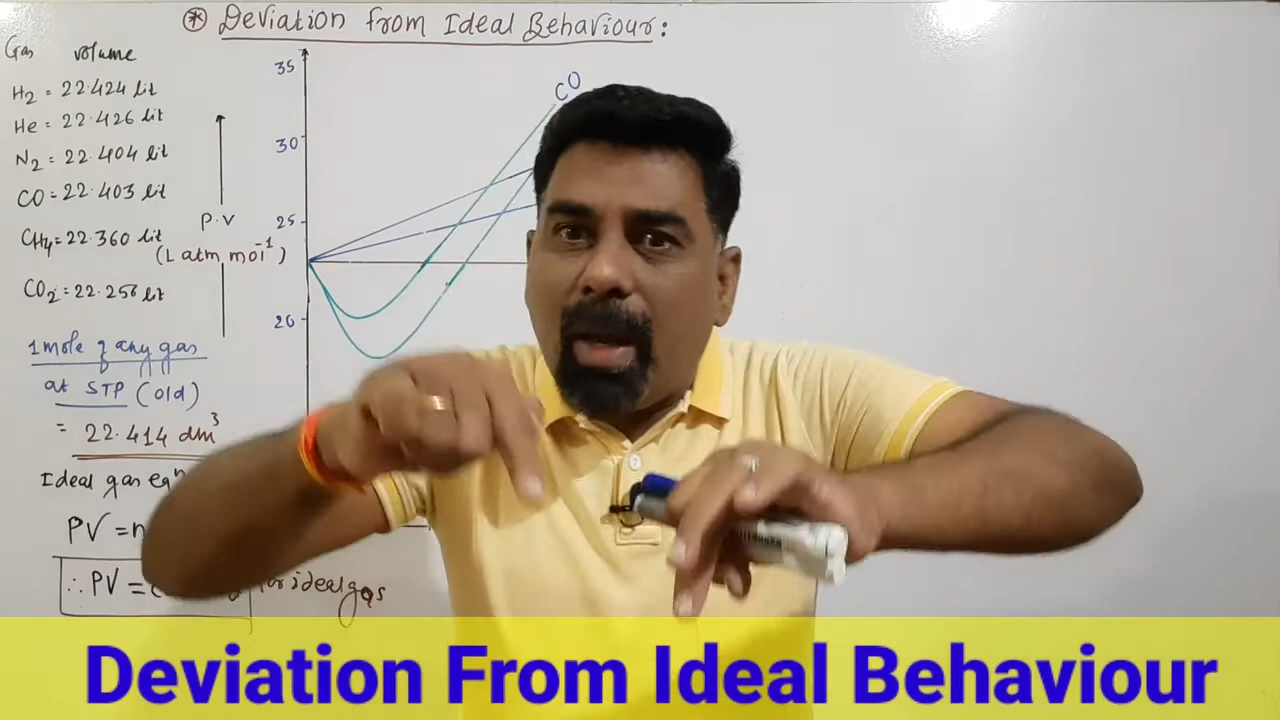 * Deviation from Ideal Behaviour:
Gas volume
H2 = 22.424 lit
He = 22.426 lit
N2 = 22.404 lit
CO = 22.403 lit
CH4 = 22.360 lit
CO2 = 22.256 lit
1 mole of any gas
at STP (old)
= 22.414 dm³
Ideal gas eqⁿ
PV = n
∴ PV =
ideal gas
35
30
25
20
P.V
(L atm mol⁻¹)
CO
Deviation From Ideal Behaviour